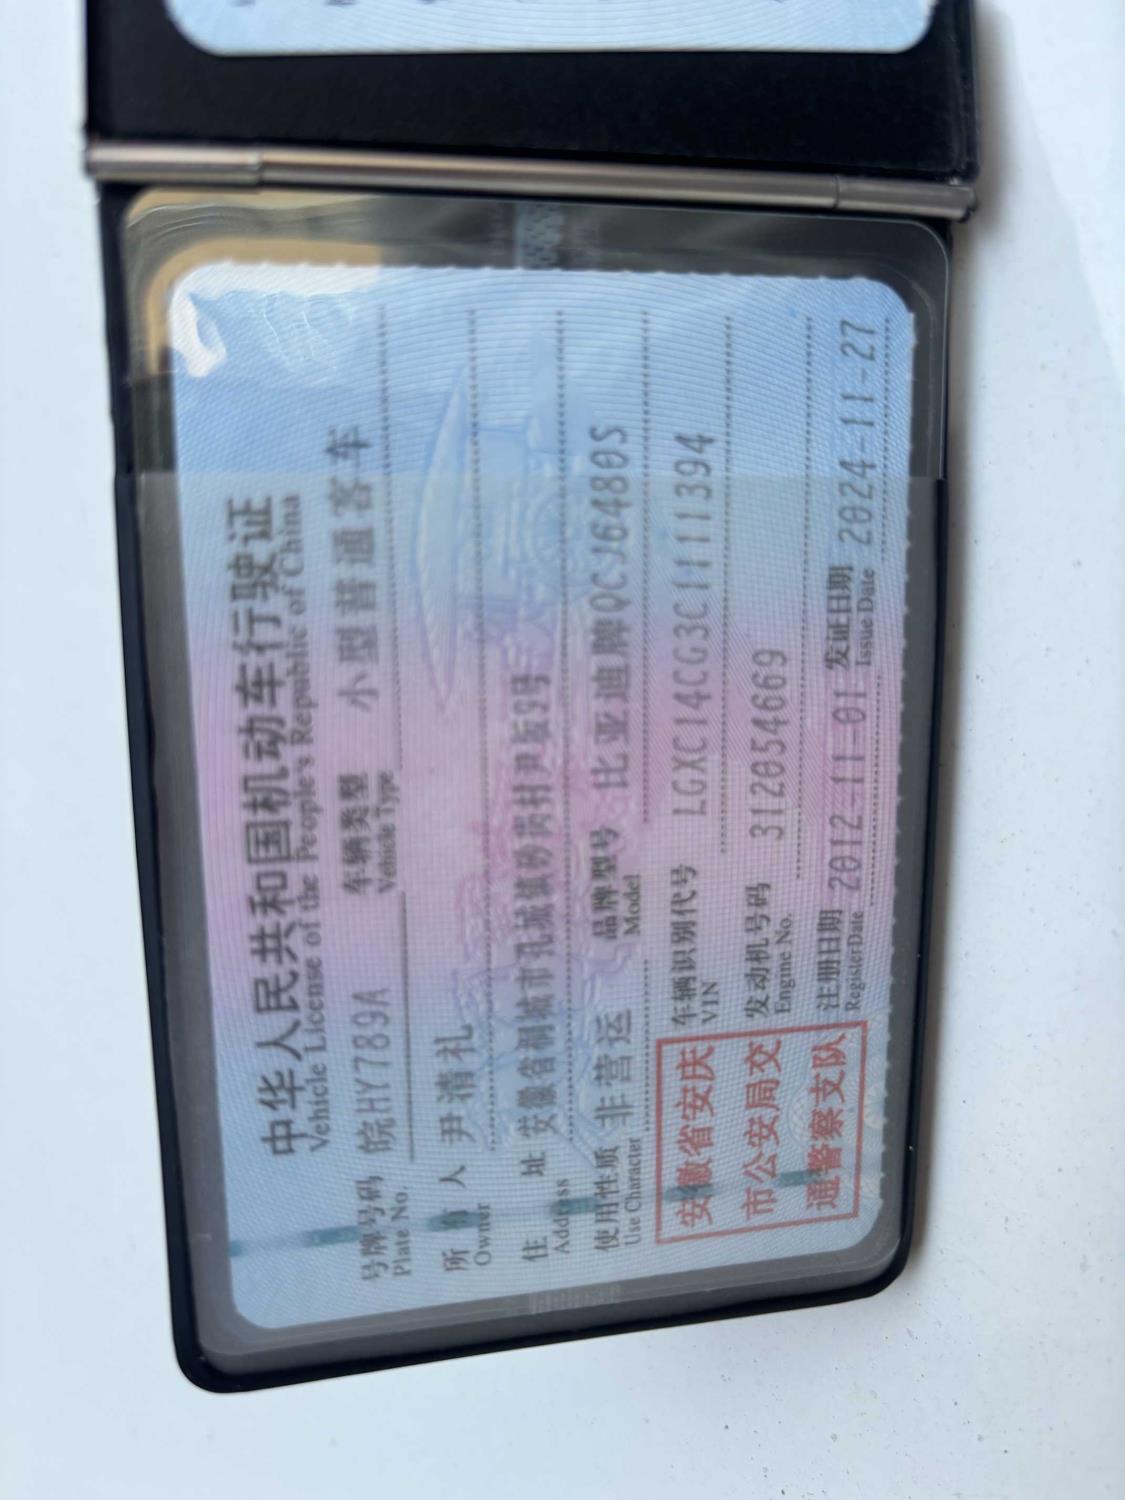 中华人民共和国机动车行驶证
Vehicle License of the People's Republic of China
号牌号码 皖HY789A 车辆类型 小型普通客车
Plate No. Vehicle Type
所有人 尹清礼
Owner
住址 安徽省桐城市孔城镇砂岗村尹坂9号
Address
使用性质 非营运 品牌型号 比亚迪牌QCJ6480S
Use Character Model
车辆识别代号 LGXC14CG3C1111394
VIN
发动机号码 312054669
Engine No.
注册日期 2012-11-01 发证日期 2024-11-27
Register Date Issue Date
安徽省安庆
市公安局交
通警察支队